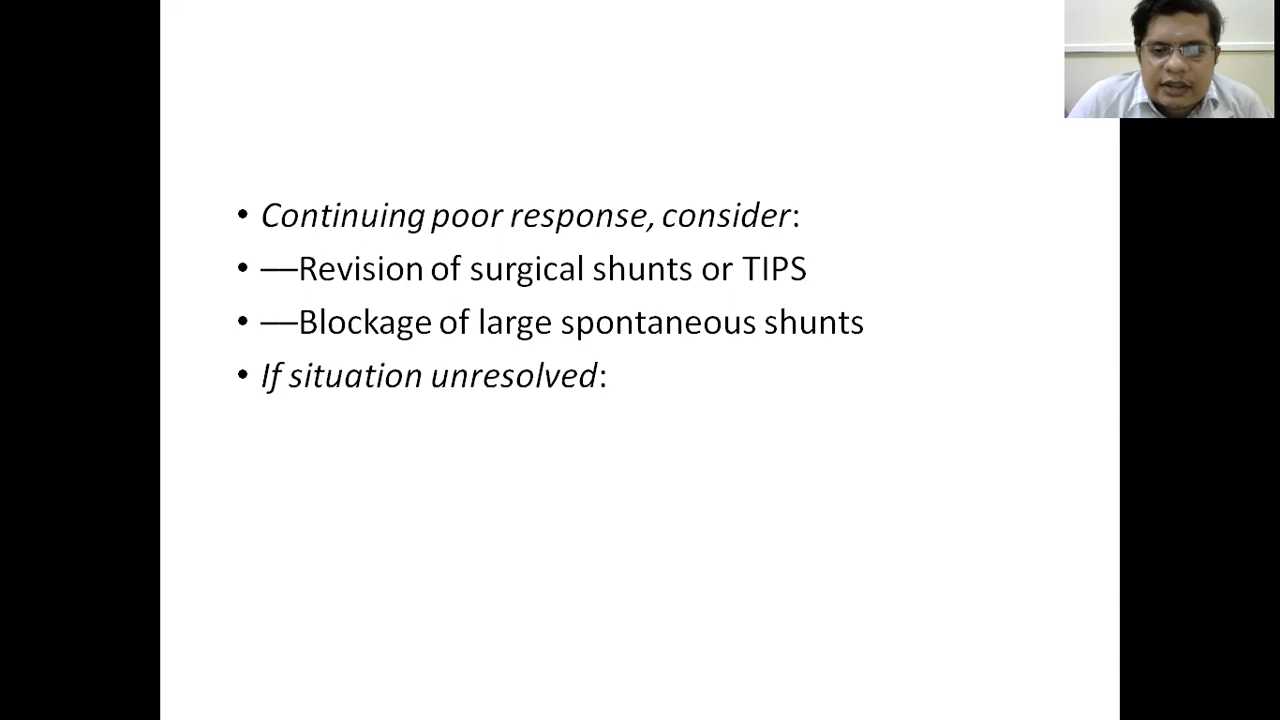 • Continuing poor response, consider:
• —Revision of surgical shunts or TIPS
• —Blockage of large spontaneous shunts
• If situation unresolved: